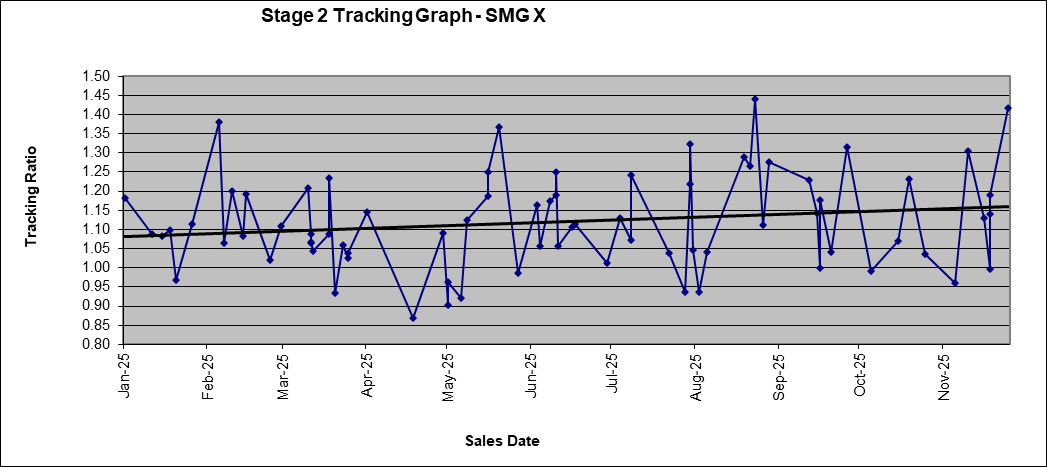 Stage 2 Tracking Graph - SMG X
1.50
1.45
1.40
1.35
1.30
1.25
1.20
1.15
1.10
1.05
1.00
0.95
0.90
0.85
0.80
Tracking Ratio
Jan-25
Feb-25
Mar-25
Apr-25
May-25
Jun-25
Jul-25
Aug-25
Sep-25
Oct-25
Nov-25
Sales Date